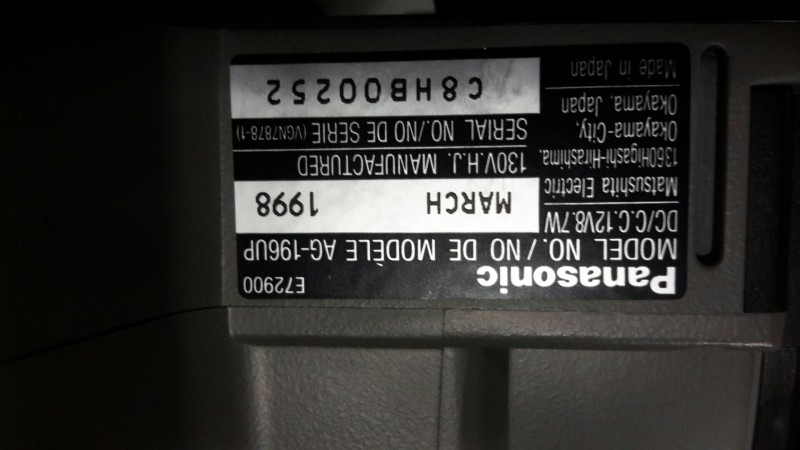 Panasonic E72900
MODEL NO./NO DE MODÈLE AG-196UP
DC/C.C.12V8.7W
MARCH 1998
Matsushita Electric
130V.H.J. MANUFACTURED
1360Higashi-Hirashima,
Okayama-City,
SERIAL NO./NO DE SERIE (VGN7878-1)
Okayama, Japan
C8HB00252
Made in Japan